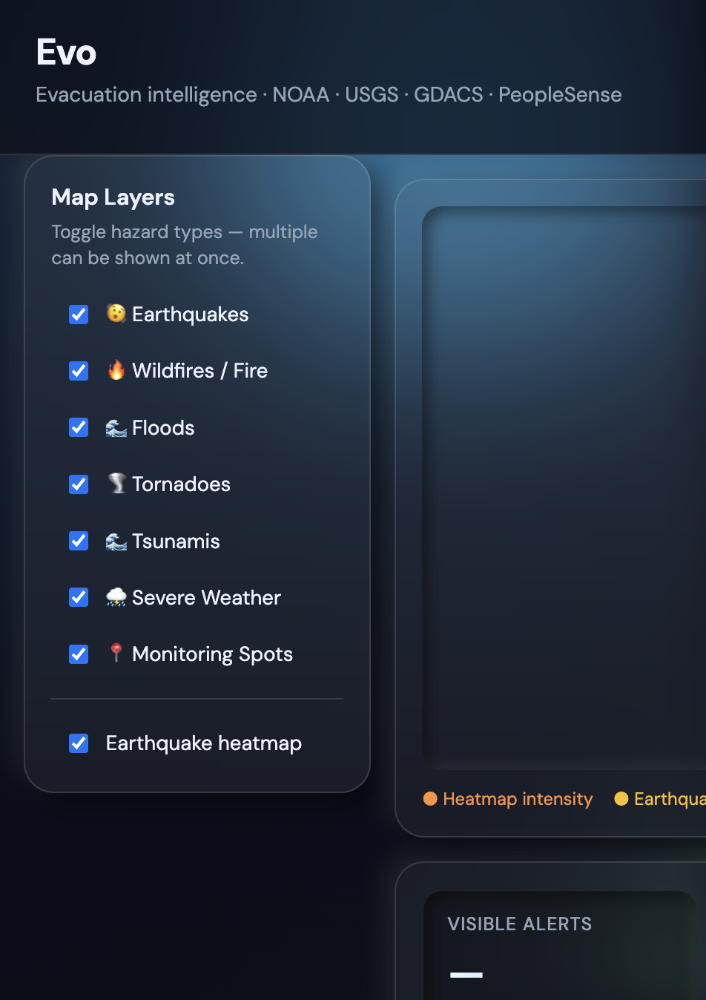 Evo
Evacuation intelligence · NOAA · USGS · GDACS · PeopleSense
Map Layers
Toggle hazard types — multiple
can be shown at once.
Earthquakes
Wildfires / Fire
Floods
Tornadoes
Tsunamis
Severe Weather
Monitoring Spots
Earthquake heatmap
Heatmap intensity
Earthqua
VISIBLE ALERTS
—